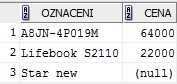 OZNACENI CENA
1 A8JN-4P019M 64000
2 Lifebook S2110 22000
3 Star new (null)